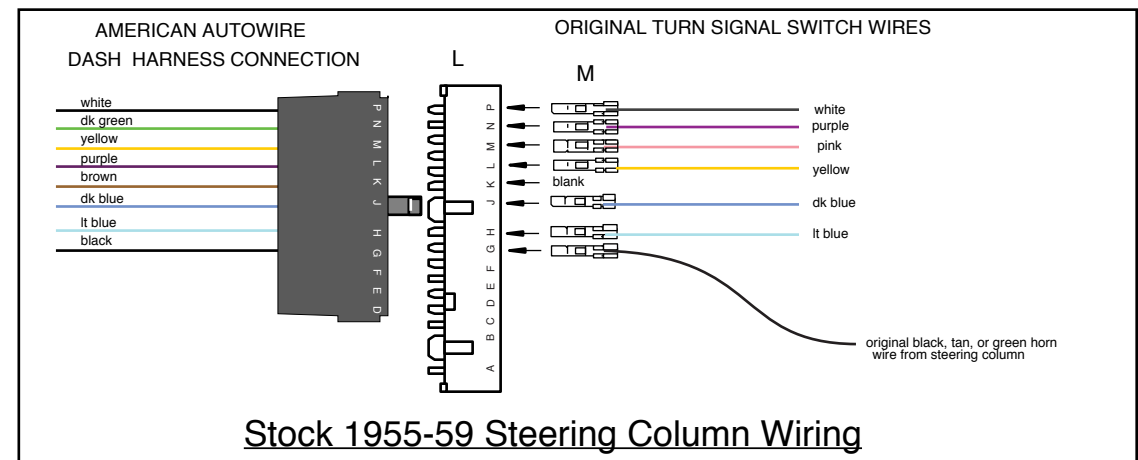 AMERICAN AUTOWIRE
DASH HARNESS CONNECTION
ORIGINAL TURN SIGNAL SWITCH WIRES
L
M
white
dk green
yellow
purple
brown
dk blue
lt blue
black
P
N
M
L
K
J
H
G
F
E
D
P
N
M
L
K
J
H
G
F
E
D
C
B
A
blank
white
purple
pink
yellow
dk blue
lt blue
original black, tan, or green horn
wire from steering column
Stock 1955-59 Steering Column Wiring